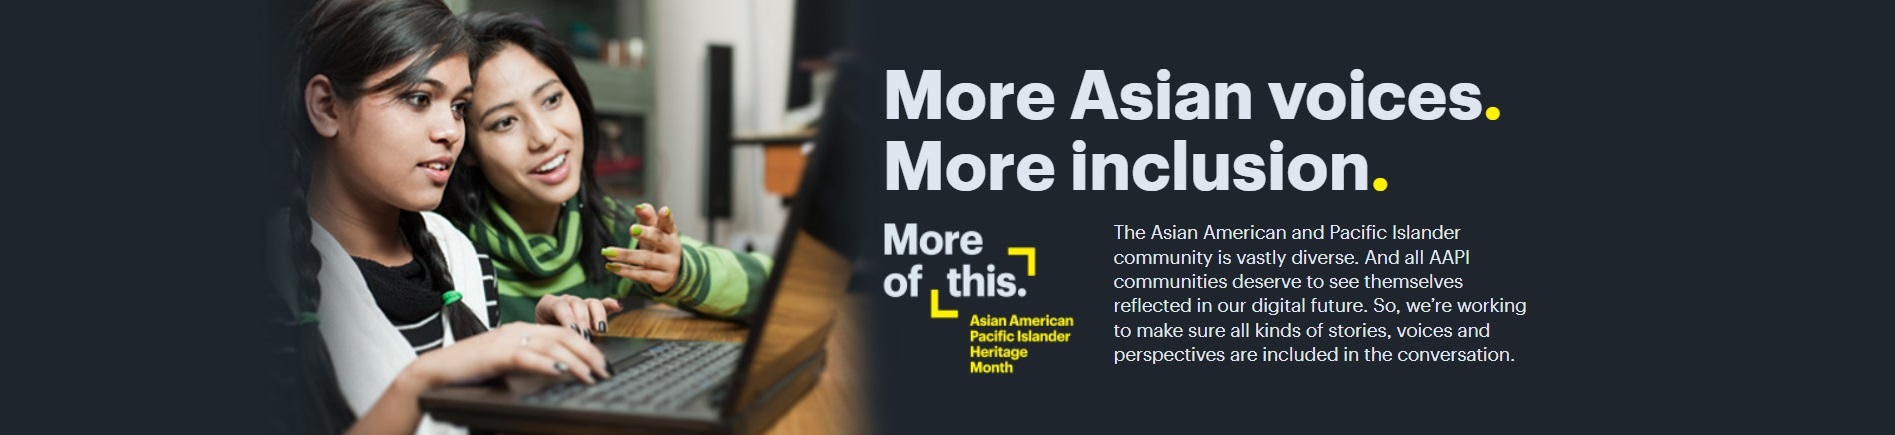 More Asian voices.
More inclusion.
More
of this.
Asian American
Pacific Islander
Heritage
Month
The Asian American and Pacific Islander
community is vastly diverse. And all AAPI
communities deserve to see themselves
reflected in our digital future. So, we’re working
to make sure all kinds of stories, voices and
perspectives are included in the conversation.